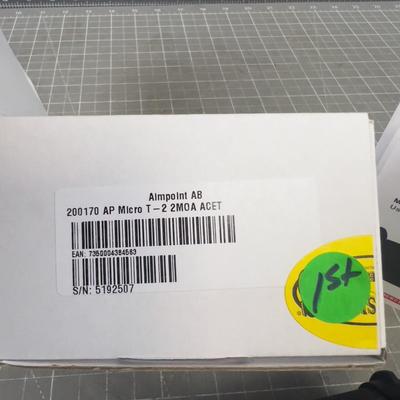 Aimpoint AB
200170 AP Micro T-2 2MOA ACET
EAN: 7350004384563
S/N: 5192507
1st